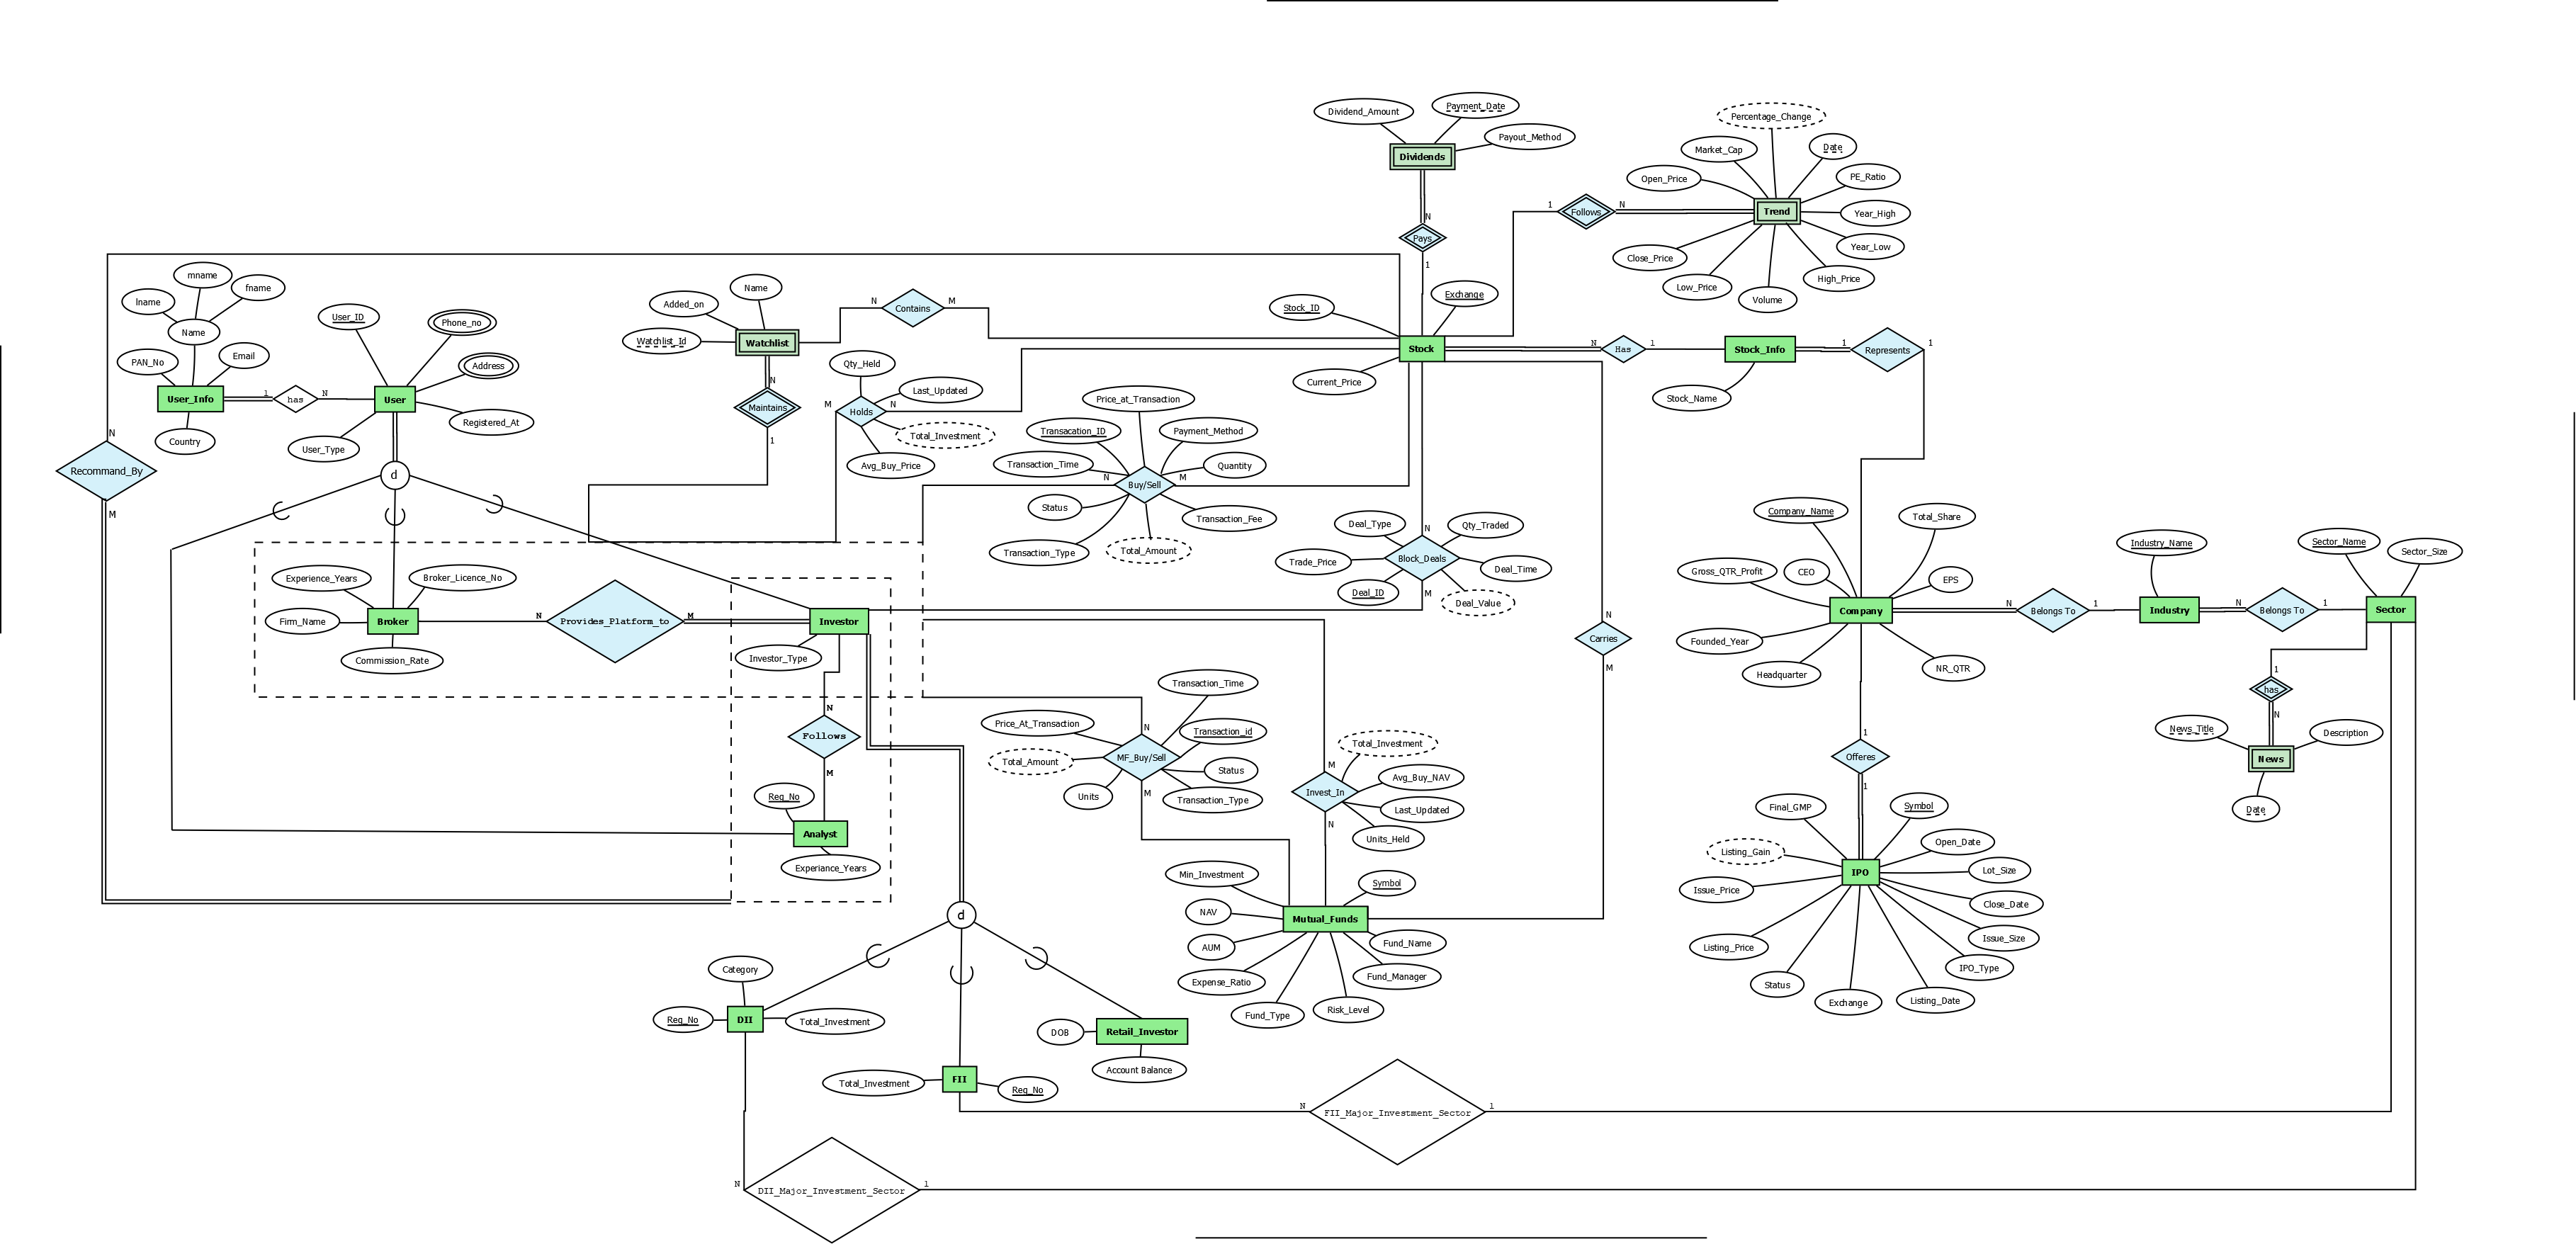 Dividend_Amount
Payment_Date
Payout_Method
Dividends
N
Pays
1
Percentage_Change
Market_Cap
Date
Open_Price
PE_Ratio
Trend
Year_High
Year_Low
Close_Price
High_Price
Low_Price
Volume
1
Follows
N
mname
lname
fname
Name
PAN_No
Email
User_Info
Country
1
has
N
User_ID
Phone_no
Address
User
Registered_At
User_Type
d
Name
Added_on
Watchlist_Id
Watchlist
N
Contains
M
N
Maintains
1
Qty_Held
Last_Updated
M
Holds
N
Total_Investment
Avg_Buy_Price
Stock_ID
Exchange
Stock
Current_Price
N
Has
1
Stock_Info
Stock_Name
1
Represents
1
N
Recommand_By
M
Price_at_Transaction
Transacation_ID
Payment_Method
Transaction_Time
Quantity
N
Buy/Sell
M
Status
Transaction_Fee
Transaction_Type
Total_Amount
Deal_Type
Qty_Traded
N
Trade_Price
Block_Deals
Deal_Time
Deal_ID
M
Deal_Value
Experience_Years
Broker_Licence_No
Firm_Name
Broker
Commission_Rate
N
Provides_Platform_to
M
Investor
Investor_Type
N
Follows
M
Reg_No
Analyst
Experiance_Years
N
Carries
M
Company_Name
Total_Share
Gross_QTR_Profit
CEO
EPS
Company
Founded_Year
Headquarter
NR_QTR
N
Belongs To
1
Industry_Name
Industry
N
Belongs To
1
Sector_Name
Sector_Size
Sector
1
has
N
News_Title
Description
News
Date
Transaction_Time
Price_At_Transaction
N
Transaction_id
Total_Amount
MF_Buy/Sell
Status
Units
M
Transaction_Type
Total_Investment
M
Avg_Buy_NAV
Invest_In
Last_Updated
N
Units_Held
1
Offeres
1
Final_GMP
Symbol
Listing_Gain
Open_Date
IPO
Lot_Size
Issue_Price
Close_Date
Listing_Price
Issue_Size
IPO_Type
Status
Exchange
Listing_Date
Min_Investment
Symbol
NAV
Mutual_Funds
AUM
Fund_Name
Expense_Ratio
Fund_Manager
Fund_Type
Risk_Level
d
Category
Reg_No
DII
Total_Investment
DOB
Retail_Investor
Account Balance
Total_Investment
FII
Reg_No
N
FII_Major_Investment_Sector
1
N
DII_Major_Investment_Sector
1